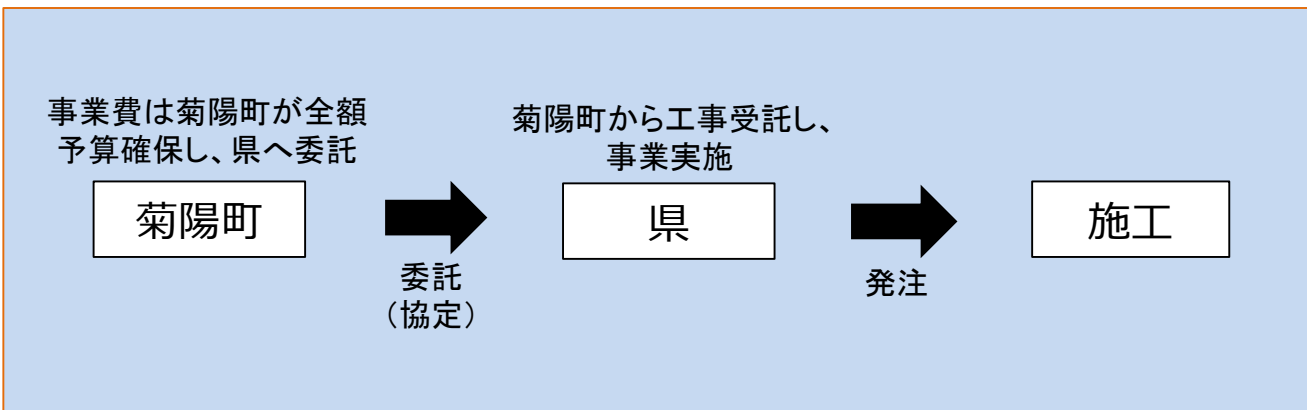 事業費は菊陽町が全額
予算確保し、県へ委託
菊陽町
委託
（協定）
菊陽町から工事受託し、
事業実施
県
発注
施工